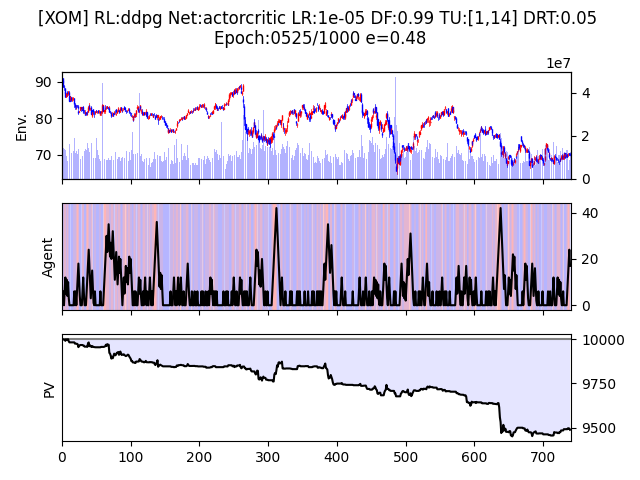 [XOM] RL:ddpg Net:actorcritic LR:1e-05 DF:0.99 TU:[1,14] DRT:0.05
Epoch:0525/1000 e=0.48
1e7
90
80
70
Env.
4
2
0
Agent
40
20
0
PV
10000
9750
9500
0 100 200 300 400 500 600 700